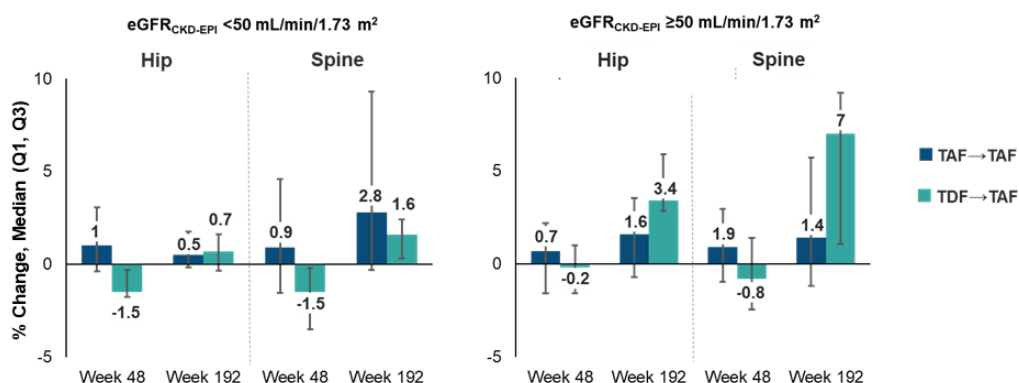 eGFRCKD-EPI <50 mL/min/1.73 m²
eGFRCKD-EPI ≥50 mL/min/1.73 m²
Hip
Spine
Hip
Spine
% Change, Median (Q1, Q3)
10
5
0
-5
1
-1.5
0.5
0.7
0.9
-1.5
2.8
1.6
Week 48
Week 192
Week 48
Week 192
10
5
0
-5
0.7
-0.2
1.6
3.4
1.9
-0.8
1.4
7
Week 48
Week 192
Week 48
Week 192
TAF→TAF
TDF→TAF